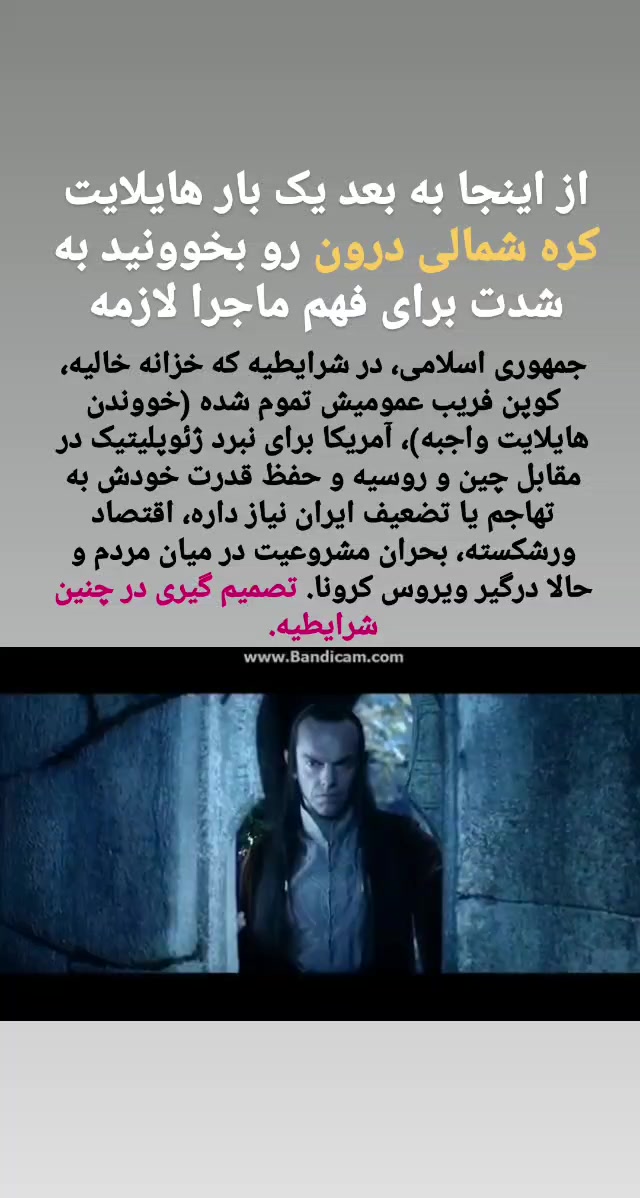 از اینجا به بعد یک بار هایلایت
کره شمالی درون رو بخوونید به
شدت برای فهم ماجرا لازمه
جمهوری اسلامی، در شرایطیه که خزانه خالیه،
کوپن فریب عمومیش تموم شده (خووندن
هایلایت واجبه)، آمریکا برای نبرد ژئوپلیتیک در
مقابل چین و روسیه و حفظ قدرت خودش به
تهاجم یا تضعیف ایران نیاز داره، اقتصاد
ورشکسته، بحران مشروعیت در میان مردم و
حالا درگیر ویروس کرونا. تصمیم گیری در چنین
شرایطیه.
www.Bandicam.com